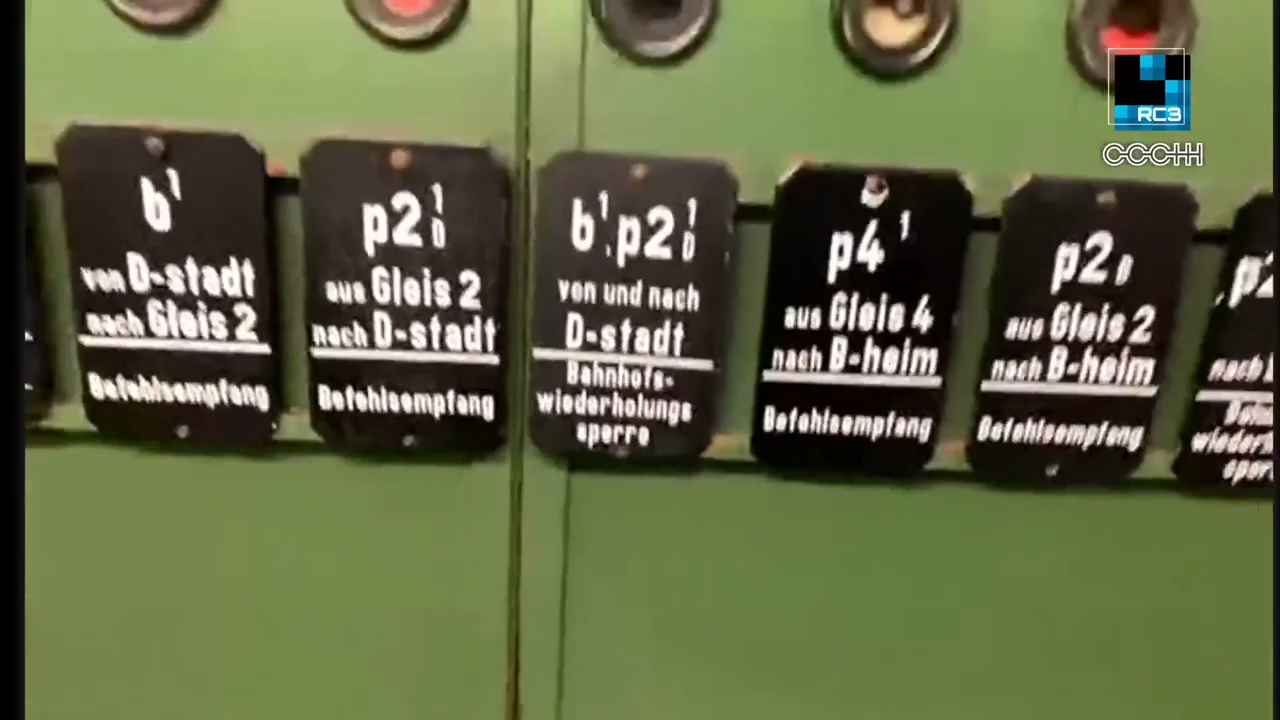 RC3
CCCHH
b¹
von D-stadt
nach Gleis 2
Befehlsempfang
p2 ¹ D
aus Gleis 2
nach D-stadt
Befehlsempfang
b¹, p2 ¹ D
von und nach
D-stadt
Bahnhofs-
wiederholungs
sperre
p4 ¹
aus Gleis 4
nach B-heim
Befehlsempfang
p2 B
aus Gleis 2
nach B-heim
Befehlsempfang
nach